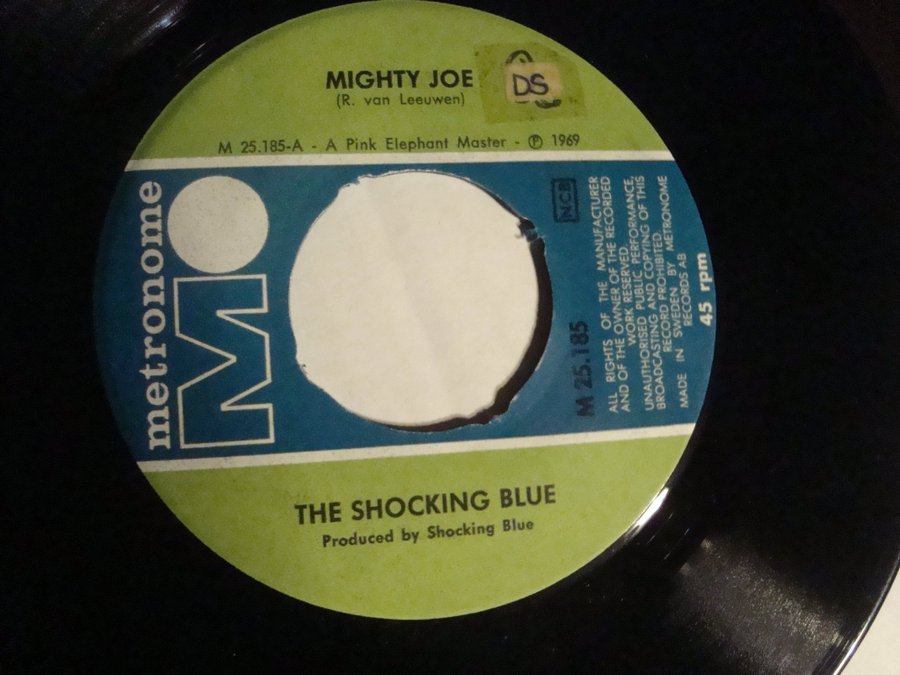 MIGHTY JOE
DS
(R. van Leeuwen)
M 25.185-A - A Pink Elephant Master - Ⓟ 1969
metronome
M
NCB
M 25.185
ALL RIGHTS OF THE MANUFACTURER
AND OF THE OWNER OF THE RECORDED
WORK RESERVED.
UNAUTHORISED PUBLIC PERFORMANCE,
BROADCASTING AND COPYING OF THIS
RECORD PROHIBITED
MADE IN SWEDEN BY METRONOME
RECORDS AB
45 rpm
THE SHOCKING BLUE
Produced by Shocking Blue